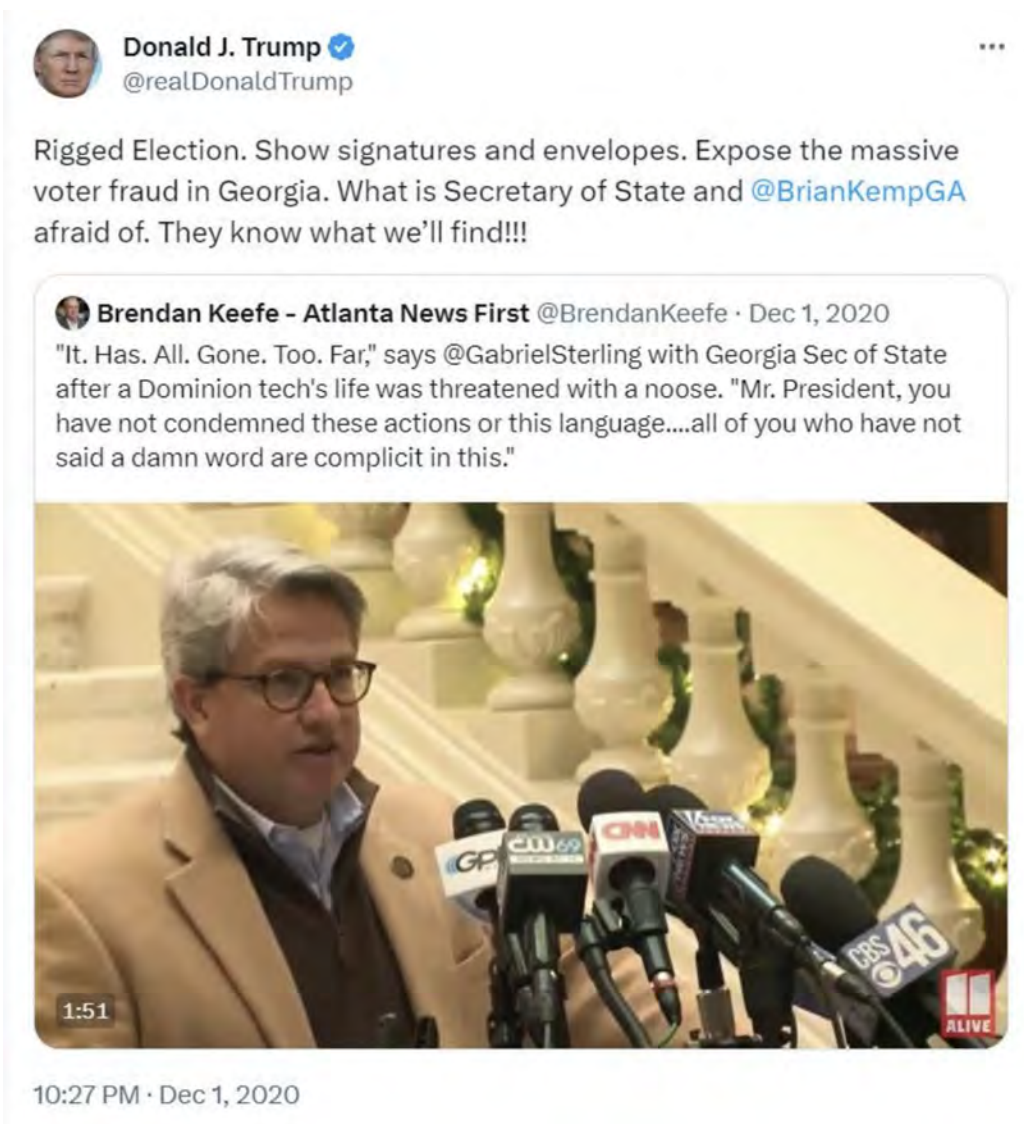 Donald J. Trump
@realDonaldTrump
Rigged Election. Show signatures and envelopes. Expose the massive
voter fraud in Georgia. What is Secretary of State and @BrianKempGA
afraid of. They know what we’ll find!!!
Brendan Keefe - Atlanta News First @BrendanKeefe · Dec 1, 2020
"It. Has. All. Gone. Too. Far," says @GabrielSterling with Georgia Sec of State
after a Dominion tech's life was threatened with a noose. "Mr. President, you
have not condemned these actions or this language....all of you who have not
said a damn word are complicit in this."
GP
CW69
CNN
CBS 46
1:51
11
ALIVE
10:27 PM · Dec 1, 2020